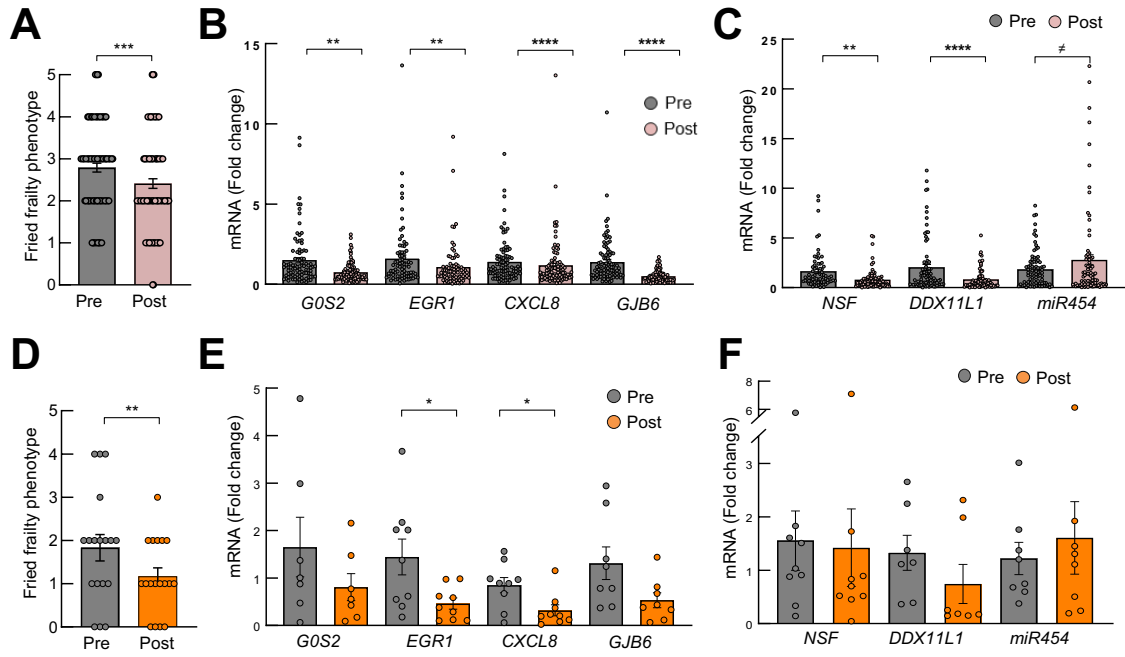 A
***
Fried frailty phenotype
5
4
3
2
1
0
Pre Post
B
** ** **** ****
Pre
Post
mRNA (Fold change)
15
10
5
0
G0S2 EGR1 CXCL8 GJB6
C
Pre Post
** **** ≠
mRNA (Fold change)
25
20
15
10
5
0
NSF DDX11L1 miR454
D
**
Fried frailty phenotype
5
4
3
2
1
0
Pre Post
E
Pre
Post
* *
mRNA (Fold change)
5
4
3
2
1
0
G0S2 EGR1 CXCL8 GJB6
F
Pre Post
mRNA (Fold change)
8
6
3
2
1
0
NSF DDX11L1 miR454